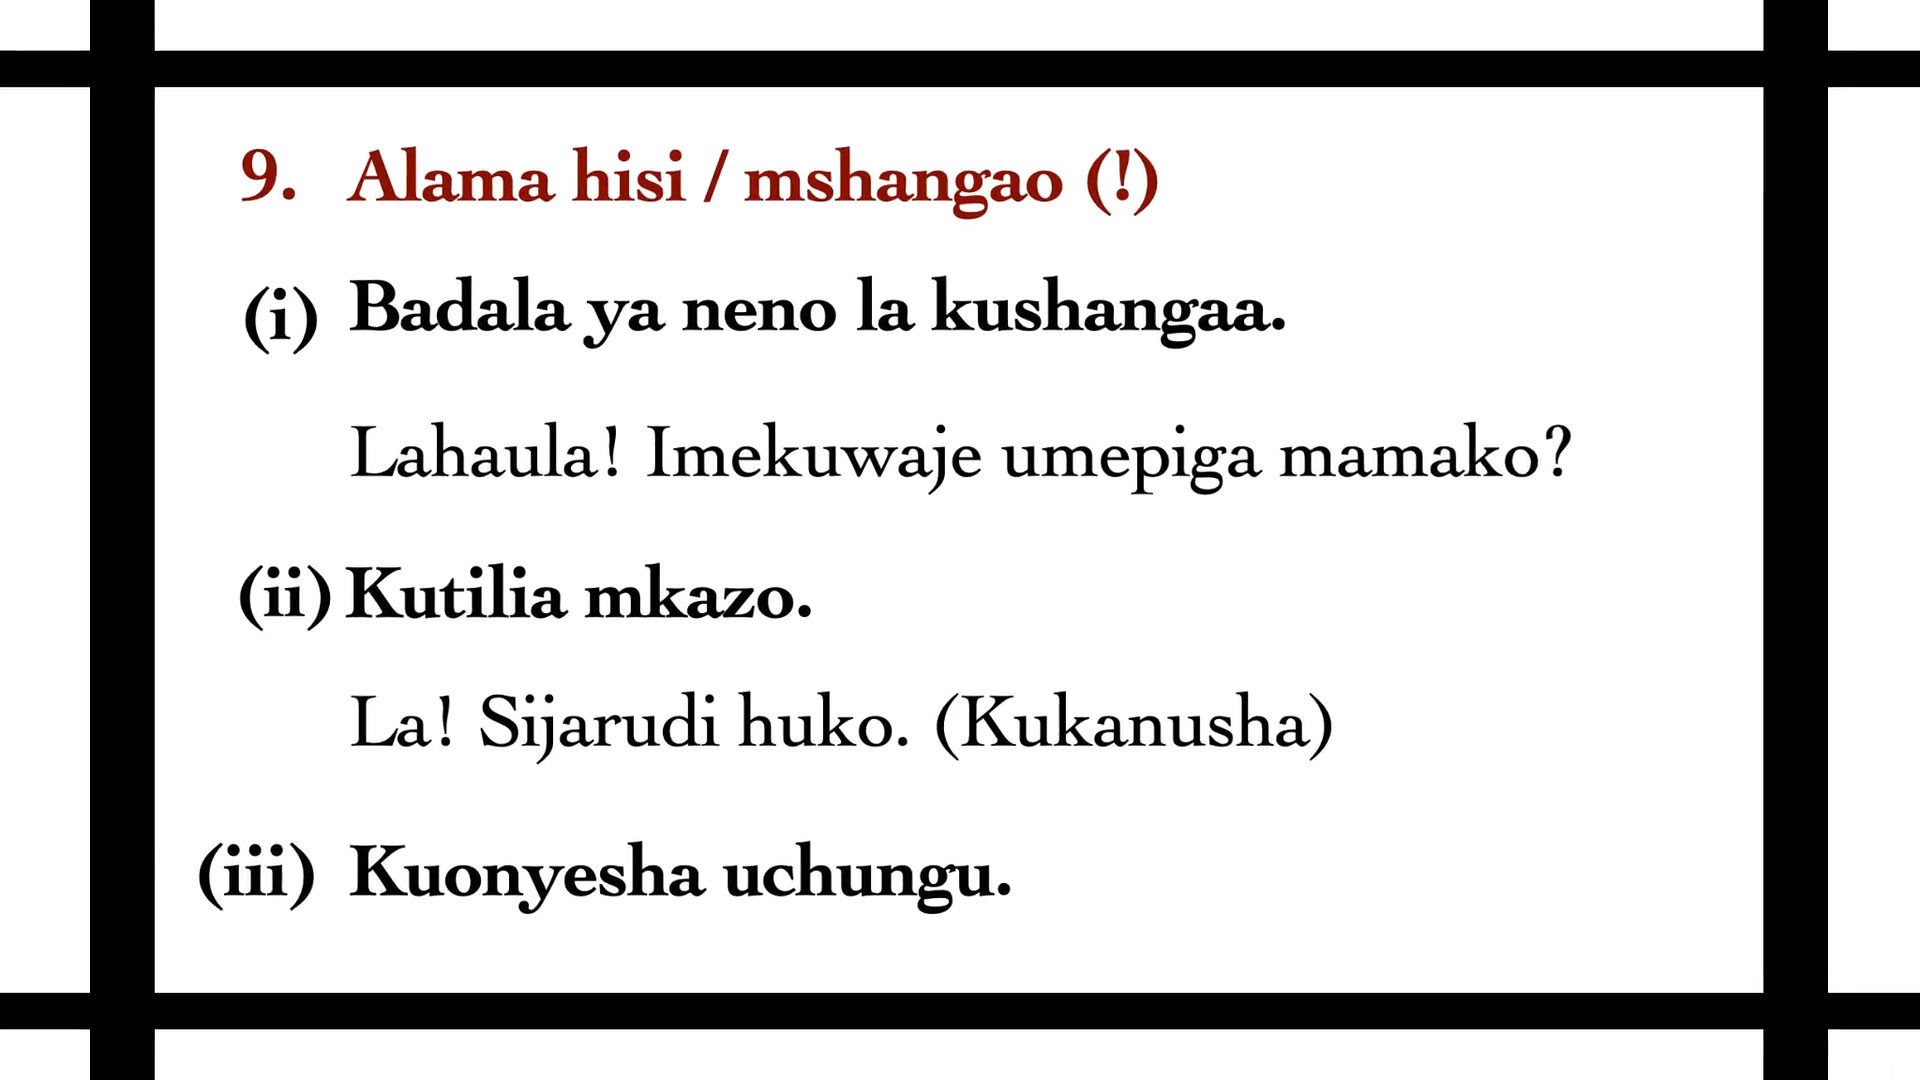 9. Alama hisi / mshangao (!)
(i) Badala ya neno la kushangaa.
Lahaula! Imekuwaje umepiga mamako?
(ii) Kutilia mkazo.
La! Sijarudi huko. (Kukanusha)
(iii) Kuonyesha uchungu.